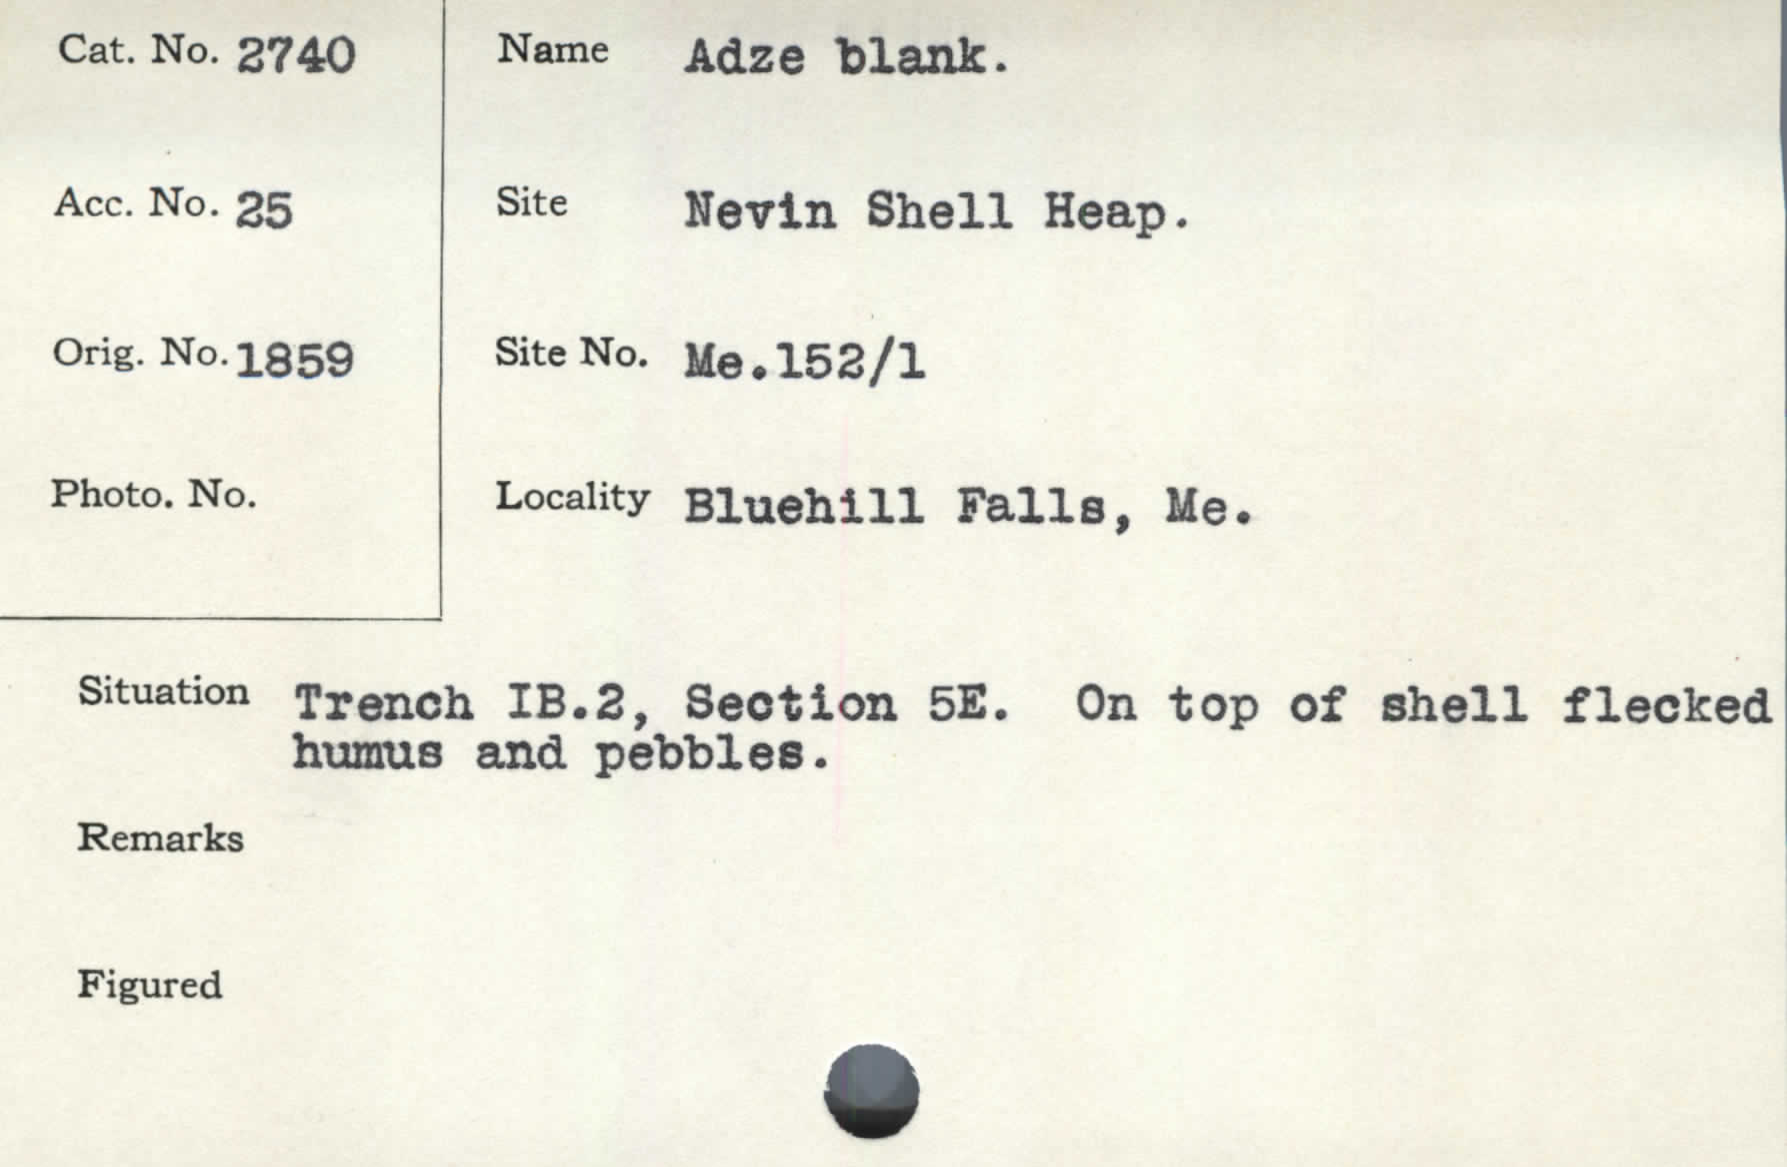 Cat. No. 2740
Name Adze blank.
Acc. No. 25
Site Nevin Shell Heap.
Orig. No. 1859
Site No. Me.152/1
Photo. No.
Locality Bluehill Falls, Me.
Situation Trench IB.2, Section 5E. On top of shell flecked
humus and pebbles.
Remarks
Figured